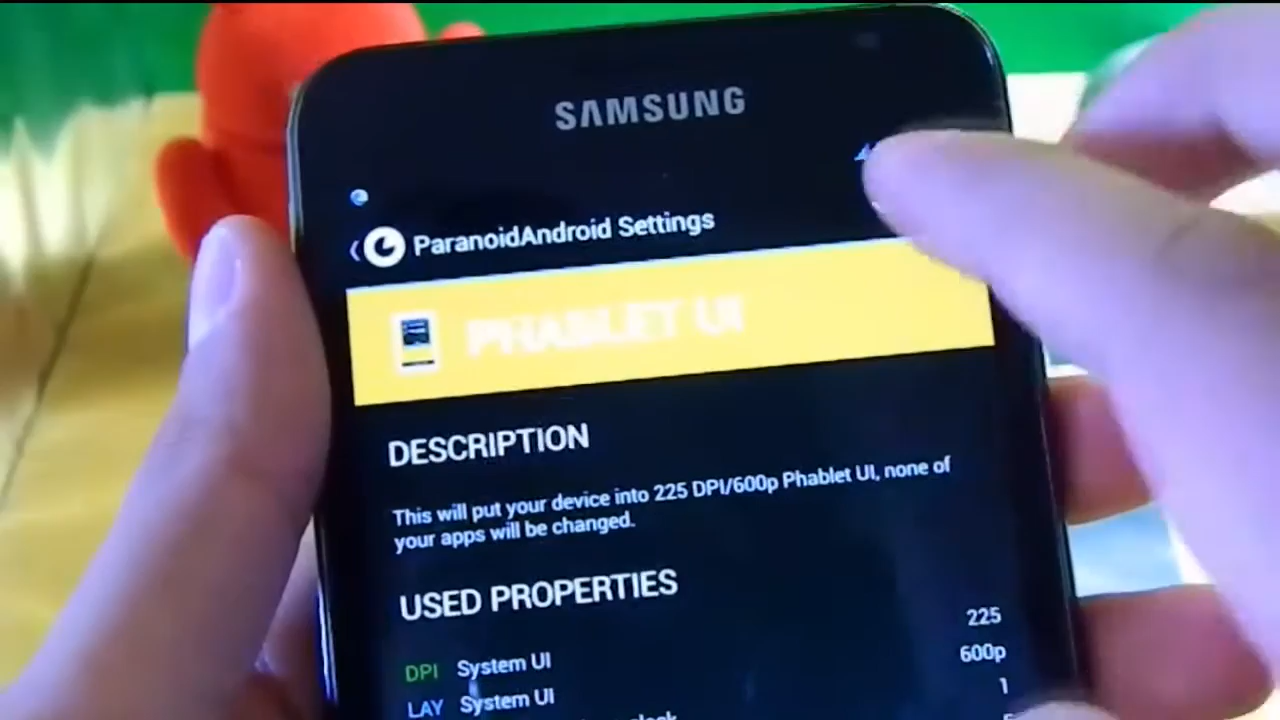 SAMSUNG
ParanoidAndroid Settings
PHABLET UI
DESCRIPTION
This will put your device into 225 DPI/600p Phablet UI, none of
your apps will be changed.
USED PROPERTIES
DPI System UI 225
LAY System UI 600p
1